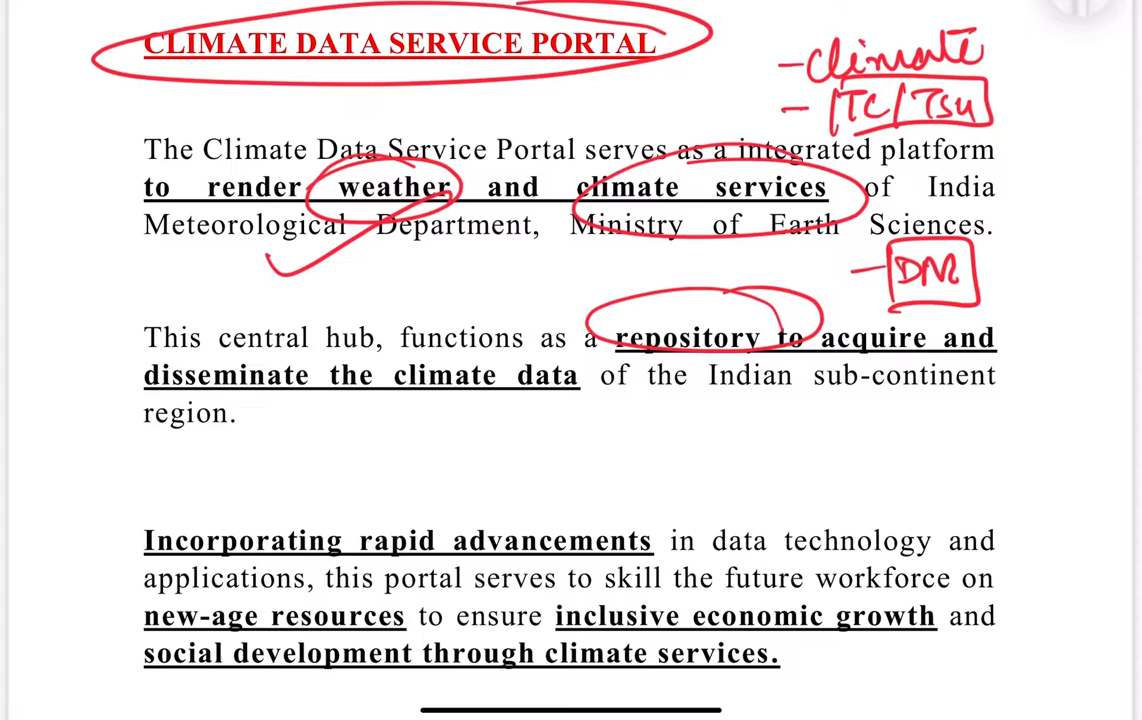 CLIMATE DATA SERVICE PORTAL
- Climate
- TC/TSU
The Climate Data Service Portal serves as a integrated platform
to render weather and climate services of India
Meteorological Department, Ministry of Earth Sciences.
- DM
This central hub, functions as a repository to acquire and
disseminate the climate data of the Indian sub-continent
region.
Incorporating rapid advancements in data technology and
applications, this portal serves to skill the future workforce on
new-age resources to ensure inclusive economic growth and
social development through climate services.